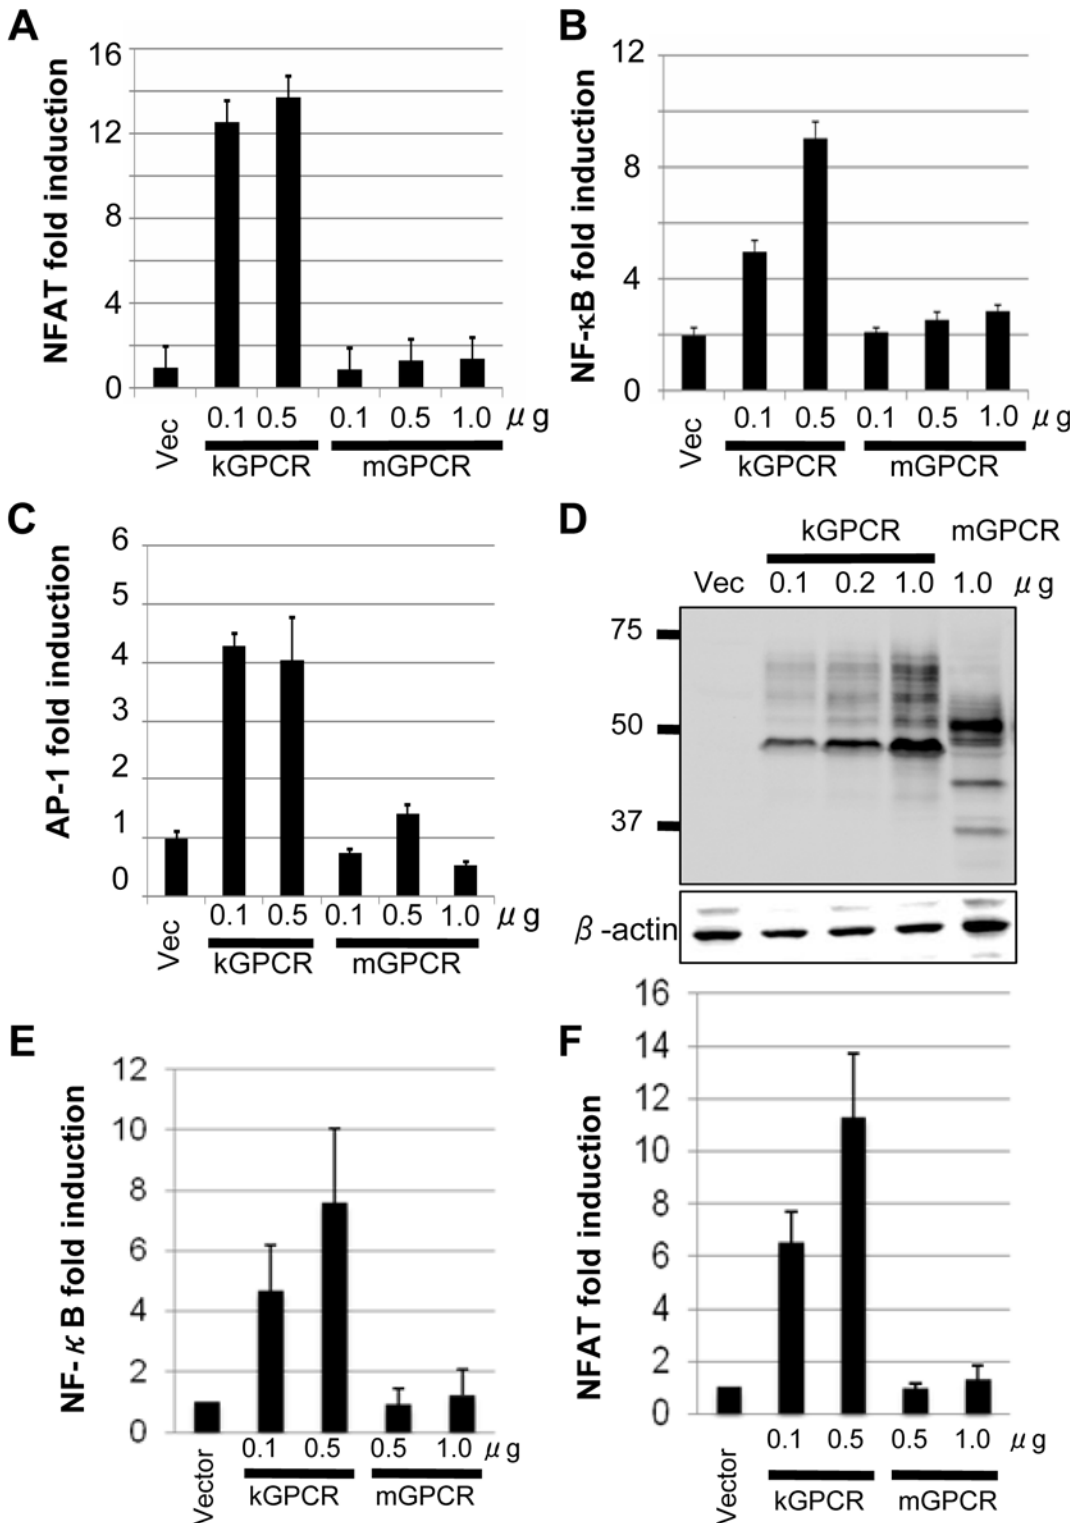 A
NFAT fold induction
16
12
8
4
0
Vec
0.1 0.5 0.1 0.5 1.0 μg
kGPCR mGPCR
B
NF-κB fold induction
12
8
4
0
Vec
0.1 0.5 0.1 0.5 1.0 μg
kGPCR mGPCR
C
AP-1 fold induction
6
5
4
3
2
1
0
Vec
0.1 0.5 0.1 0.5 1.0 μg
kGPCR mGPCR
D
kGPCR mGPCR
Vec 0.1 0.2 1.0 1.0 μg
75
50
37
β-actin
E
NF-κB fold induction
12
10
8
6
4
2
0
Vector
0.1 0.5 0.5 1.0 μg
kGPCR mGPCR
F
NFAT fold induction
16
14
12
10
8
6
4
2
0
Vector
0.1 0.5 0.5 1.0 μg
kGPCR mGPCR